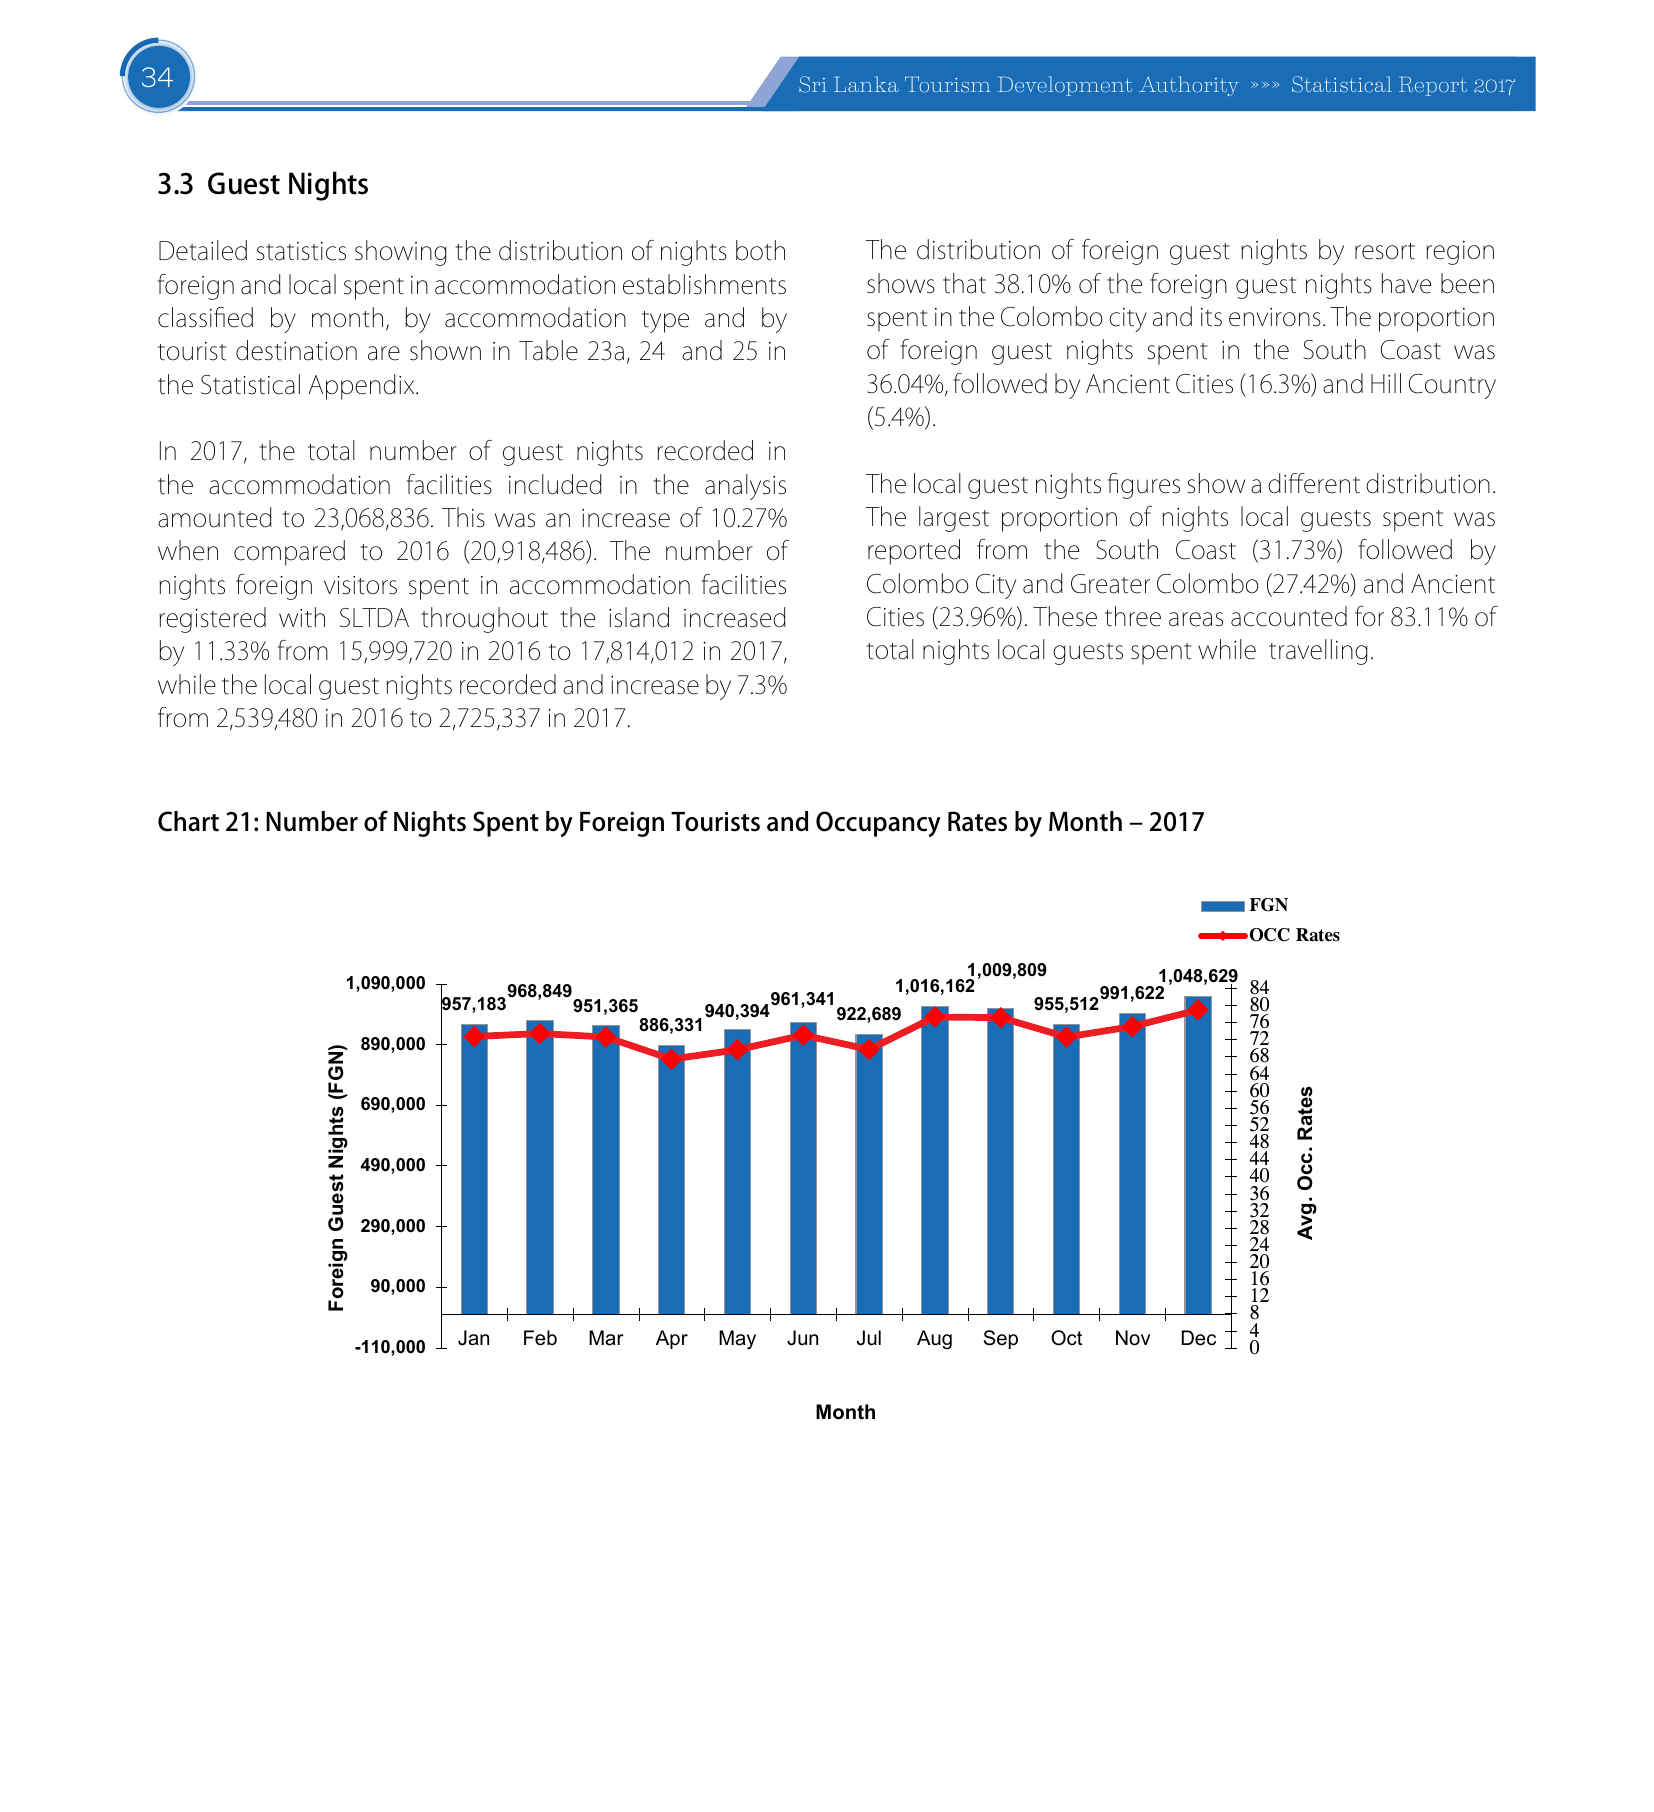 34
Sri Lanka Tourism Development Authority »»» Statistical Report 2017
3.3 Guest Nights
Detailed statistics showing the distribution of nights both
foreign and local spent in accommodation establishments
classified by month, by accommodation type and by
tourist destination are shown in Table 23a, 24 and 25 in
the Statistical Appendix.
In 2017, the total number of guest nights recorded in
the accommodation facilities included in the analysis
amounted to 23,068,836. This was an increase of 10.27%
when compared to 2016 (20,918,486). The number of
nights foreign visitors spent in accommodation facilities
registered with SLTDA throughout the island increased
by 11.33% from 15,999,720 in 2016 to 17,814,012 in 2017,
while the local guest nights recorded and increase by 7.3%
from 2,539,480 in 2016 to 2,725,337 in 2017.
The distribution of foreign guest nights by resort region
shows that 38.10% of the foreign guest nights have been
spent in the Colombo city and its environs. The proportion
of foreign guest nights spent in the South Coast was
36.04%, followed by Ancient Cities (16.3%) and Hill Country
(5.4%).
The local guest nights figures show a different distribution.
The largest proportion of nights local guests spent was
reported from the South Coast (31.73%) followed by
Colombo City and Greater Colombo (27.42%) and Ancient
Cities (23.96%). These three areas accounted for 83.11% of
total nights local guests spent while travelling.
Chart 21: Number of Nights Spent by Foreign Tourists and Occupancy Rates by Month – 2017
FGN
OCC Rates
Foreign Guest Nights (FGN)
1,090,000
890,000
690,000
490,000
290,000
90,000
-110,000
957,183
968,849
951,365
886,331
940,394
961,341
922,689
1,016,162
1,009,809
955,512
991,622
1,048,629
84
80
76
72
68
64
60
56
52
48
44
40
36
32
28
24
20
16
12
8
4
0
Avg. Occ. Rates
Jan Feb Mar Apr May Jun Jul Aug Sep Oct Nov Dec
Month